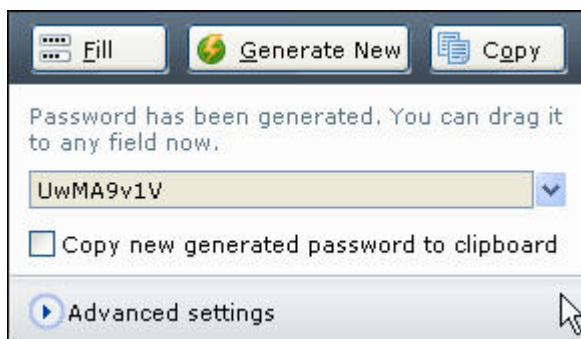 Fill
Generate New
Copy
Password has been generated. You can drag it
to any field now.
UwMA9v1V
Copy new generated password to clipboard
Advanced settings